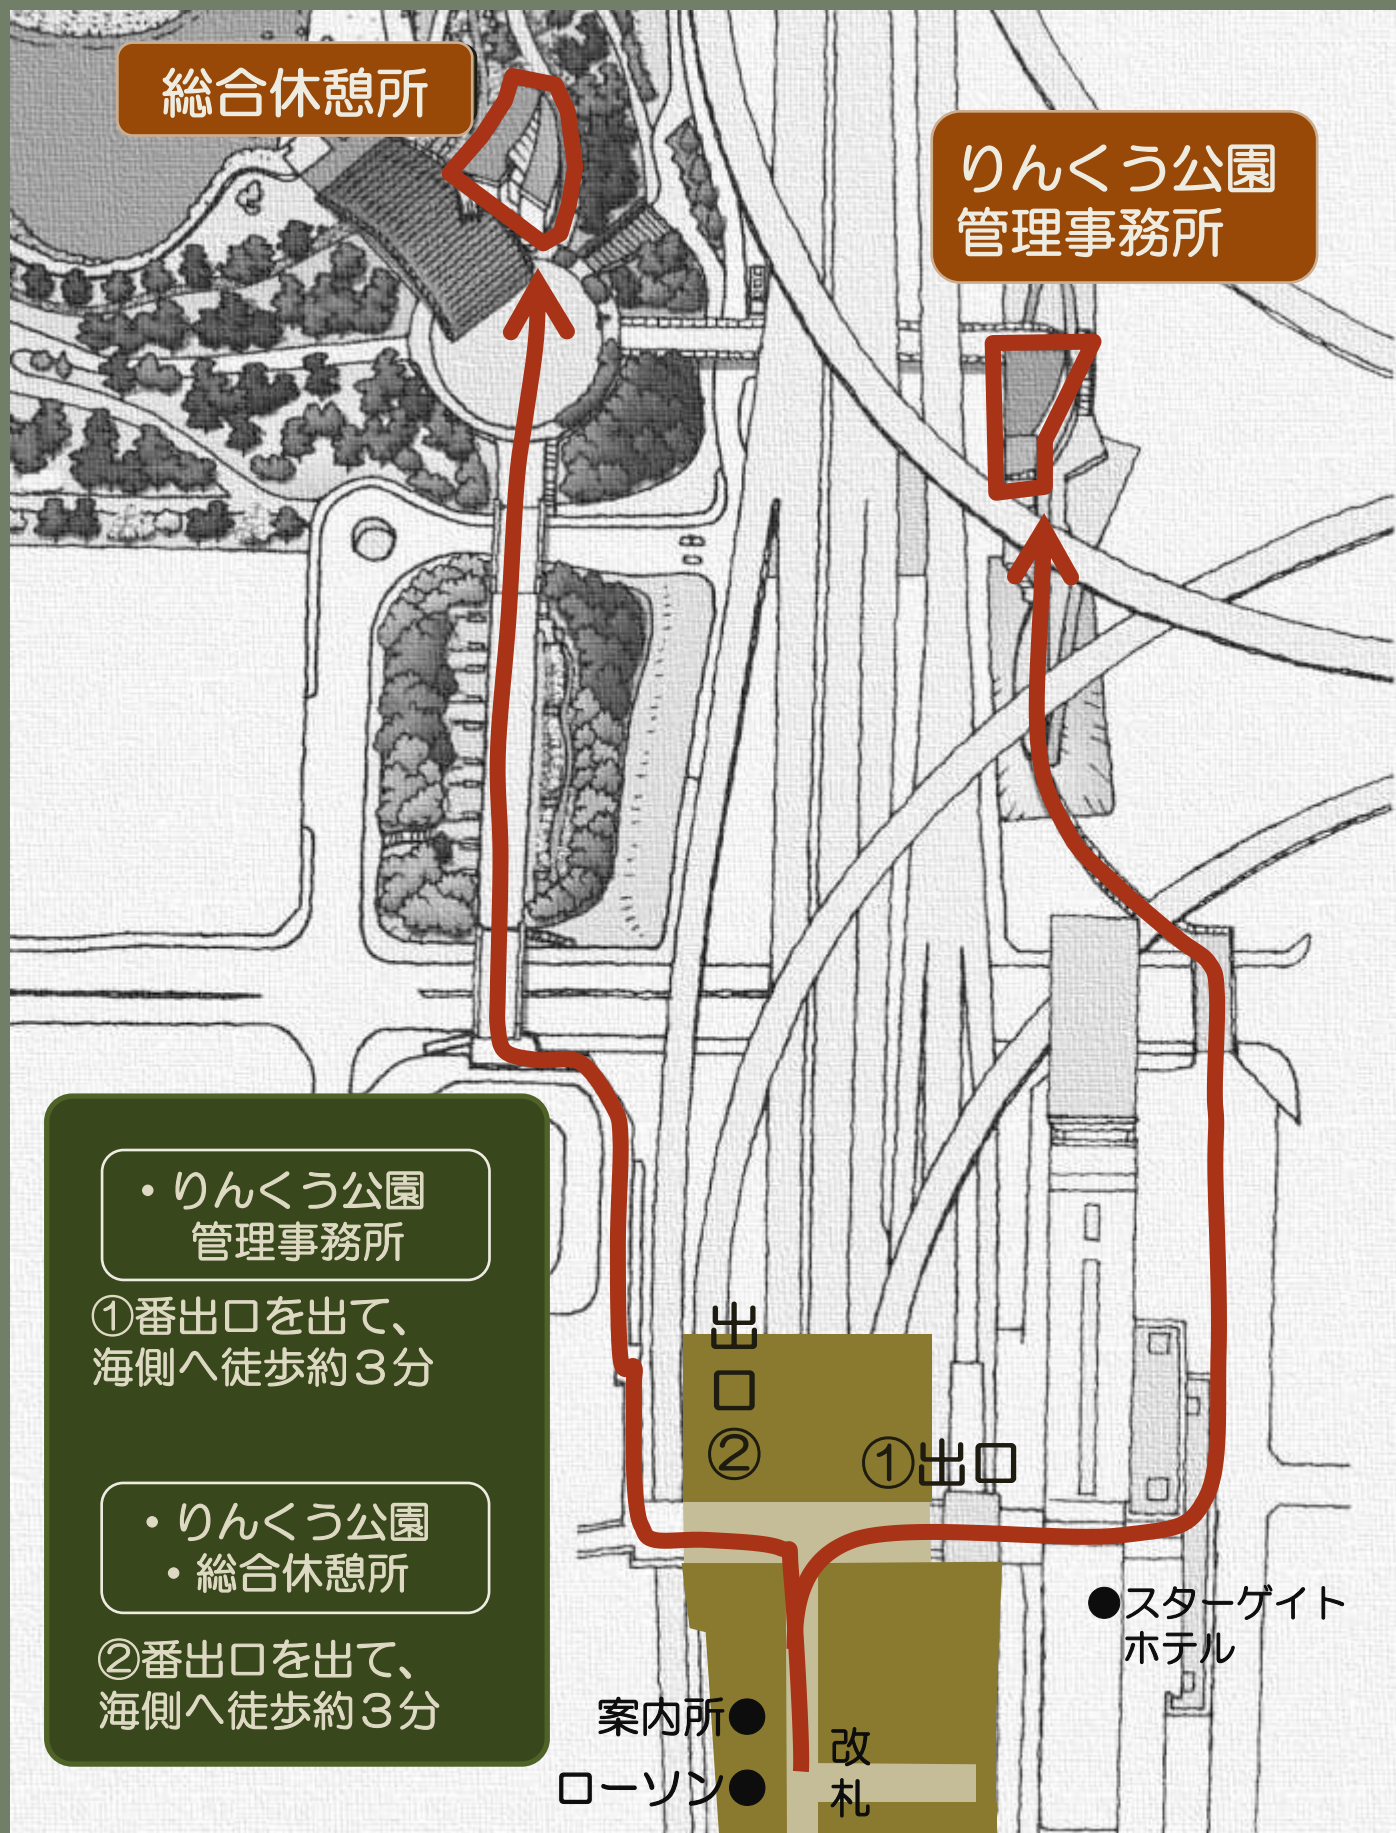 総合休憩所
りんくう公園
管理事務所
・りんくう公園
管理事務所
①番出口を出て、
海側へ徒歩約３分
・りんくう公園
・総合休憩所
②番出口を出て、
海側へ徒歩約３分
出
口
②
①出口
●スターゲイト
ホテル
案内所●
ローソン●
改
札